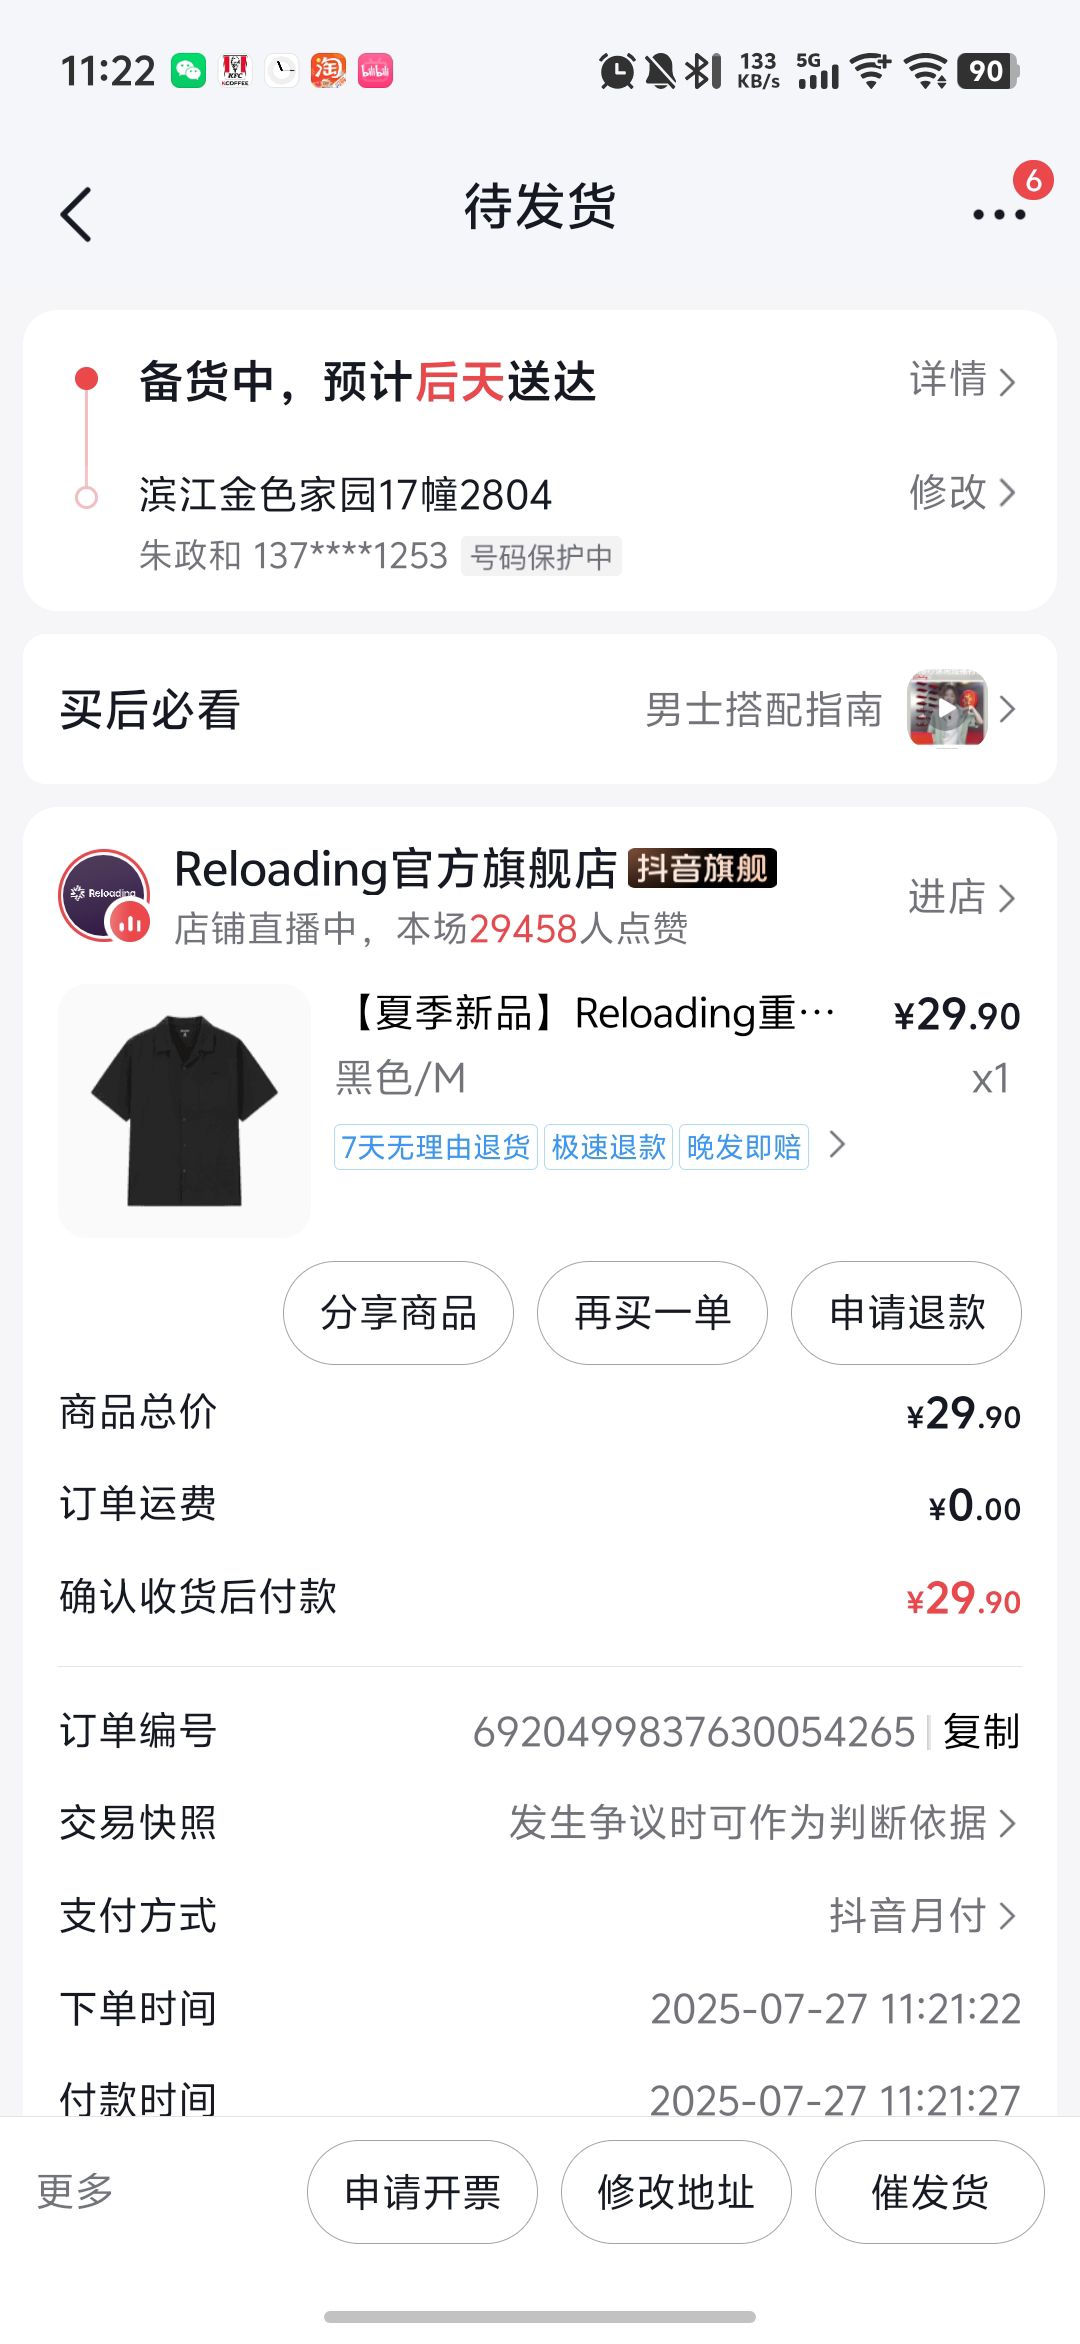 11:22
133 KB/s
5G
90
待发货
6
备货中，预计后天送达
详情
滨江金色家园17幢2804
修改
朱政和 137****1253 号码保护中
买后必看
男士搭配指南
Reloading官方旗舰店 抖音旗舰
店铺直播中，本场29458人点赞
进店
Reloading
【夏季新品】Reloading重… ¥29.90
黑色/M x1
7天无理由退货 极速退款 晚发即赔
分享商品 再买一单 申请退款
商品总价 ¥29.90
订单运费 ¥0.00
确认收货后付款 ¥29.90
订单编号 6920499837630054265 | 复制
交易快照 发生争议时可作为判断依据
支付方式 抖音月付
下单时间 2025-07-27 11:21:22
付款时间 2025-07-27 11:21:27
更多 申请开票 修改地址 催发货